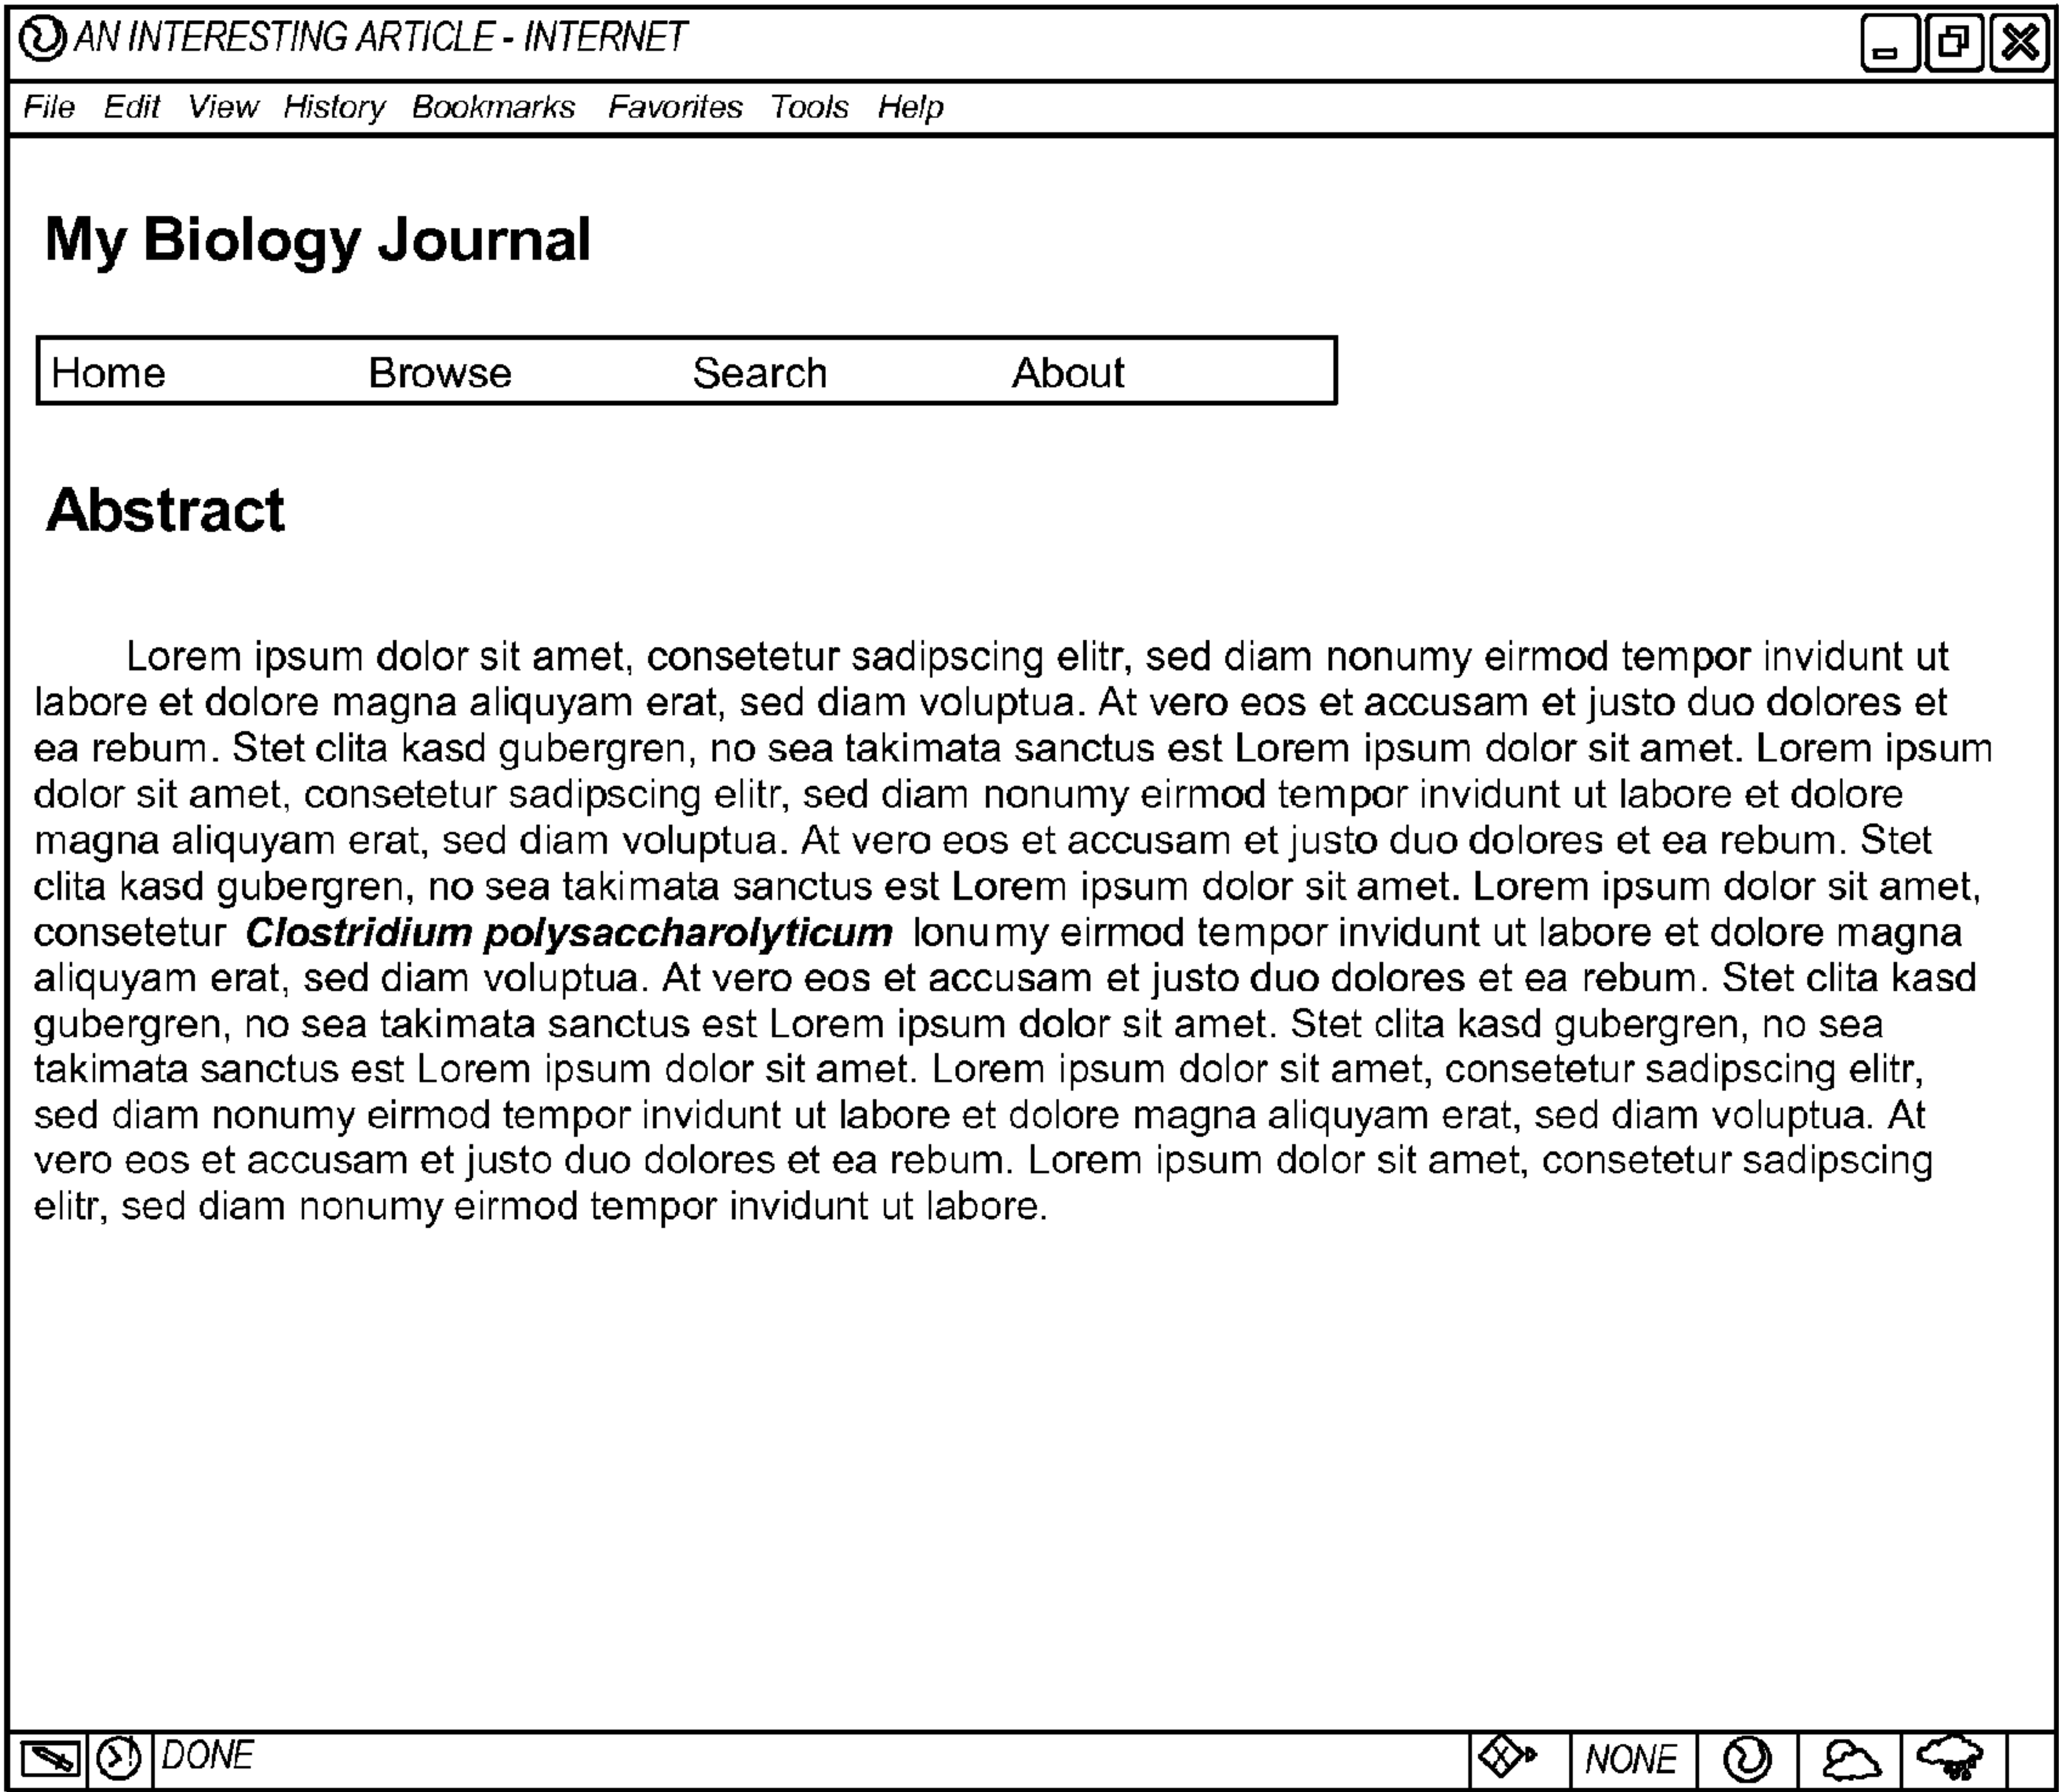 AN INTERESTING ARTICLE - INTERNET
File Edit View History Bookmarks Favorites Tools Help
My Biology Journal
Home Browse Search About
Abstract
Lorem ipsum dolor sit amet, consetetur sadipscing elitr, sed diam nonumy eirmod tempor invidunt ut
labore et dolore magna aliquyam erat, sed diam voluptua. At vero eos et accusam et justo duo dolores et
ea rebum. Stet clita kasd gubergren, no sea takimata sanctus est Lorem ipsum dolor sit amet. Lorem ipsum
dolor sit amet, consetetur sadipscing elitr, sed diam nonumy eirmod tempor invidunt ut labore et dolore
magna aliquyam erat, sed diam voluptua. At vero eos et accusam et justo duo dolores et ea rebum. Stet
clita kasd gubergren, no sea takimata sanctus est Lorem ipsum dolor sit amet. Lorem ipsum dolor sit amet,
consetetur Clostridium polysaccharolyticum lonumy eirmod tempor invidunt ut labore et dolore magna
aliquyam erat, sed diam voluptua. At vero eos et accusam et justo duo dolores et ea rebum. Stet clita kasd
gubergren, no sea takimata sanctus est Lorem ipsum dolor sit amet. Stet clita kasd gubergren, no sea
takimata sanctus est Lorem ipsum dolor sit amet. Lorem ipsum dolor sit amet, consetetur sadipscing elitr,
sed diam nonumy eirmod tempor invidunt ut labore et dolore magna aliquyam erat, sed diam voluptua. At
vero eos et accusam et justo duo dolores et ea rebum. Lorem ipsum dolor sit amet, consetetur sadipscing
elitr, sed diam nonumy eirmod tempor invidunt ut labore.
DONE NONE